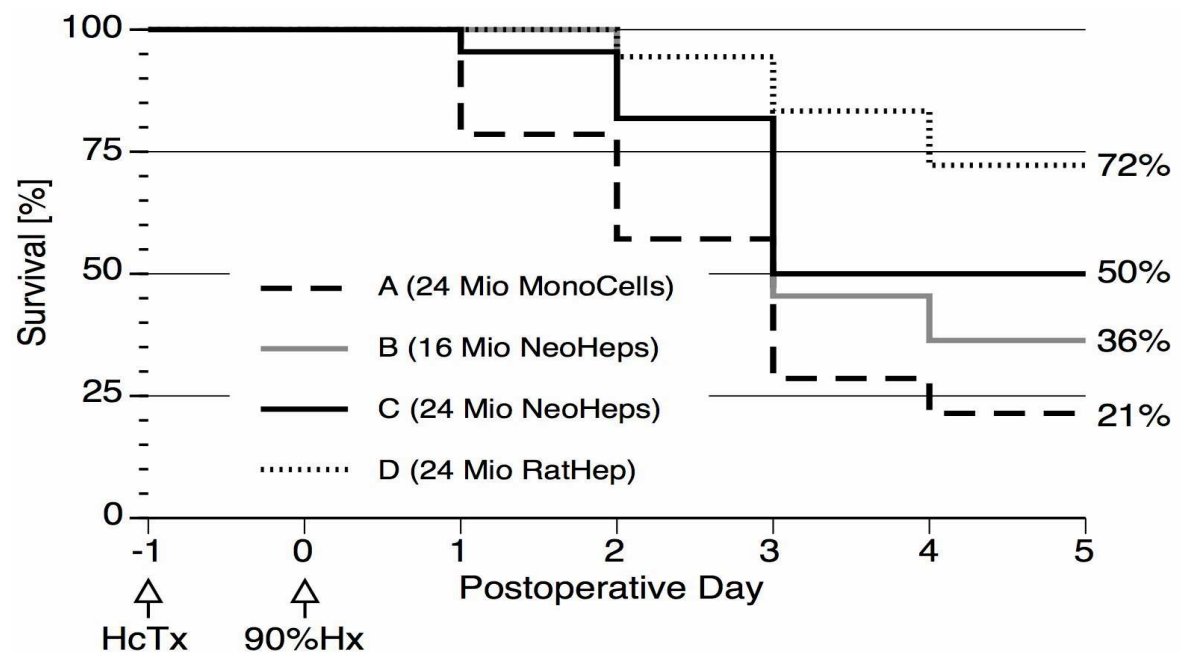 100
75
50
25
0
Survival [%]
A (24 Mio MonoCells)
B (16 Mio NeoHeps)
C (24 Mio NeoHeps)
D (24 Mio RatHep)
72%
50%
36%
21%
-1 0 1 2 3 4 5
Postoperative Day
HcTx 90%Hx